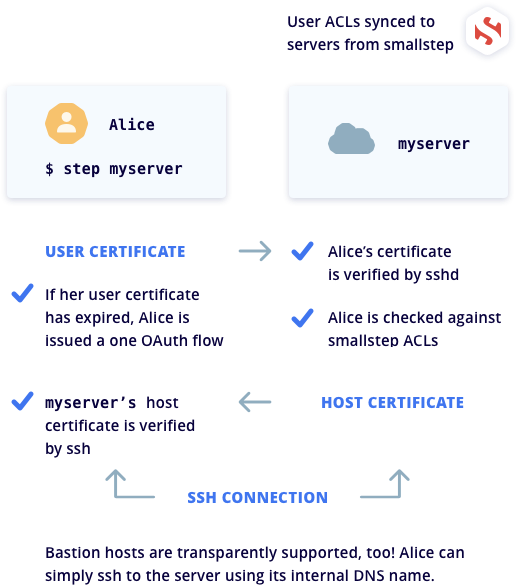 User ACLs synced to
servers from smallstep
Alice
$ step myserver
myserver
USER CERTIFICATE
If her user certificate
has expired, Alice is
issued a one OAuth flow
Alice’s certificate
is verified by sshd
Alice is checked against
smallstep ACLs
myserver’s host
certificate is verified
by ssh
HOST CERTIFICATE
SSH CONNECTION
Bastion hosts are transparently supported, too! Alice can
simply ssh to the server using its internal DNS name.